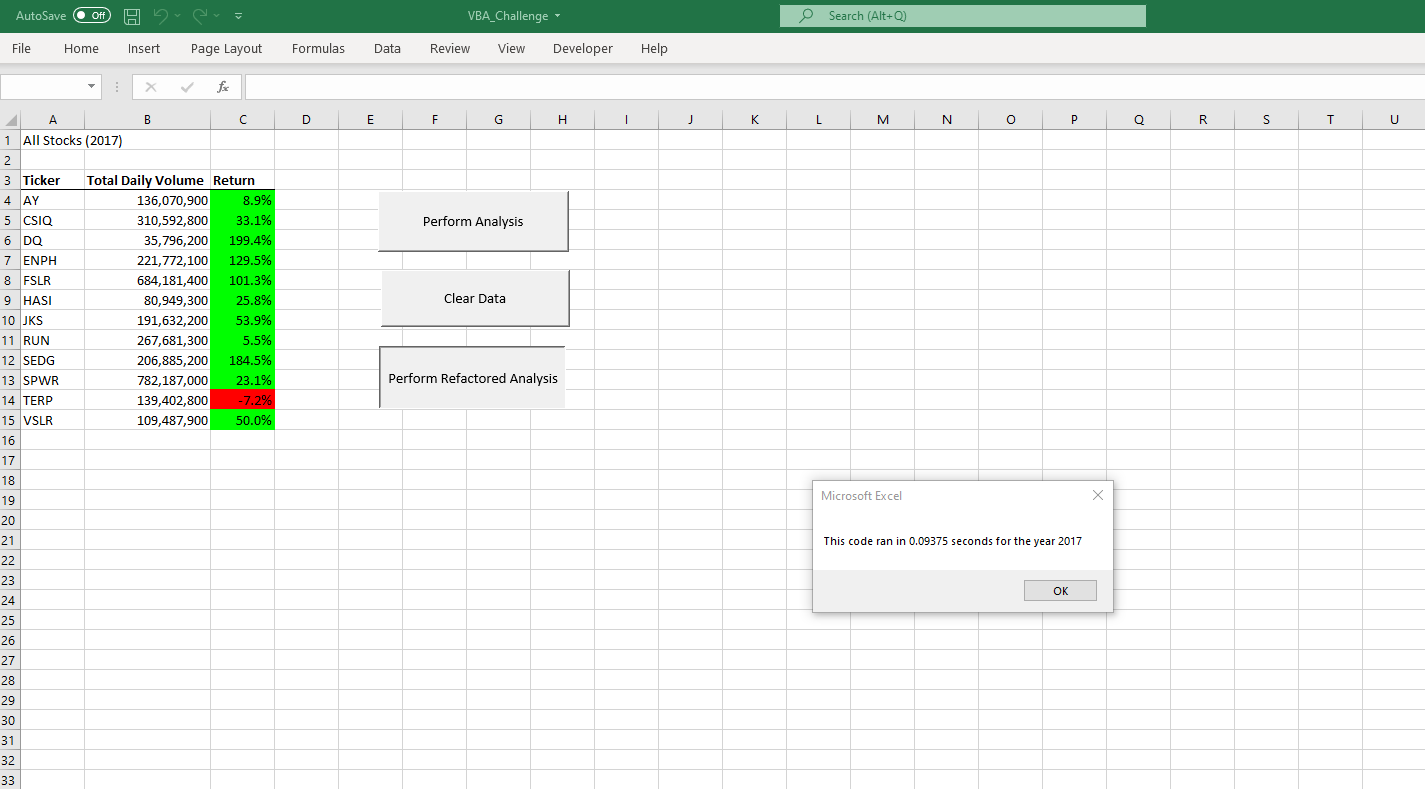 AutoSave Off VBA_Challenge Search (Alt+Q)
File Home Insert Page Layout Formulas Data Review View Developer Help
fx
A B C D E F G H I J K L M N O P Q R S T U
1 All Stocks (2017)
2
3 Ticker Total Daily Volume Return
4 AY 136,070,900 8.9%
5 CSIQ 310,592,800 33.1%
Perform Analysis
6 DQ 35,796,200 199.4%
7 ENPH 221,772,100 129.5%
8 FSLR 684,181,400 101.3%
9 HASI 80,949,300 25.8%
Clear Data
10 JKS 191,632,200 53.9%
11 RUN 267,681,300 5.5%
12 SEDG 206,885,200 184.5%
13 SPWR 782,187,000 23.1%
Perform Refactored Analysis
14 TERP 139,402,800 -7.2%
15 VSLR 109,487,900 50.0%
16
17
18
19
20
21
22
23
24
25
26
27
28
29
30
31
32
33
Microsoft Excel
This code ran in 0.09375 seconds for the year 2017
OK